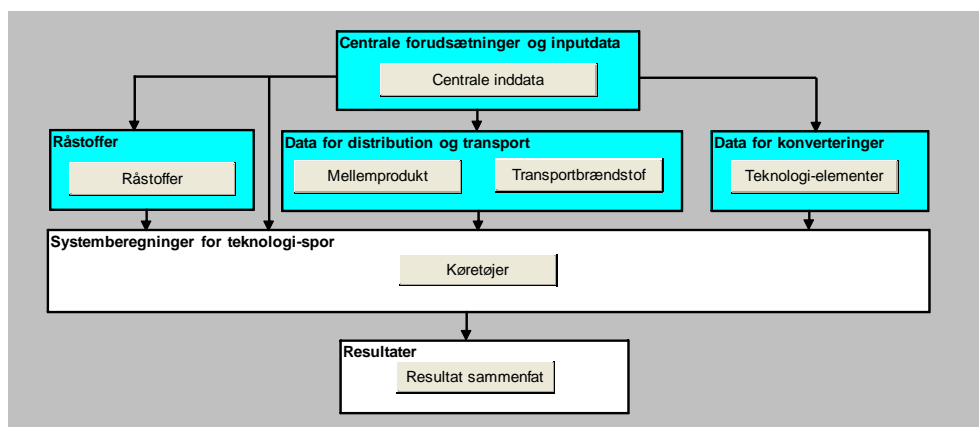 Centrale forudsætninger og inputdata
Centrale inddata
Råstoffer
Råstoffer
Data for distribution og transport
Mellemprodukt
Transportbrændstof
Data for konverteringer
Teknologi-elementer
Systemberegninger for teknologi-spor
Køretøjer
Resultater
Resultat sammenfat